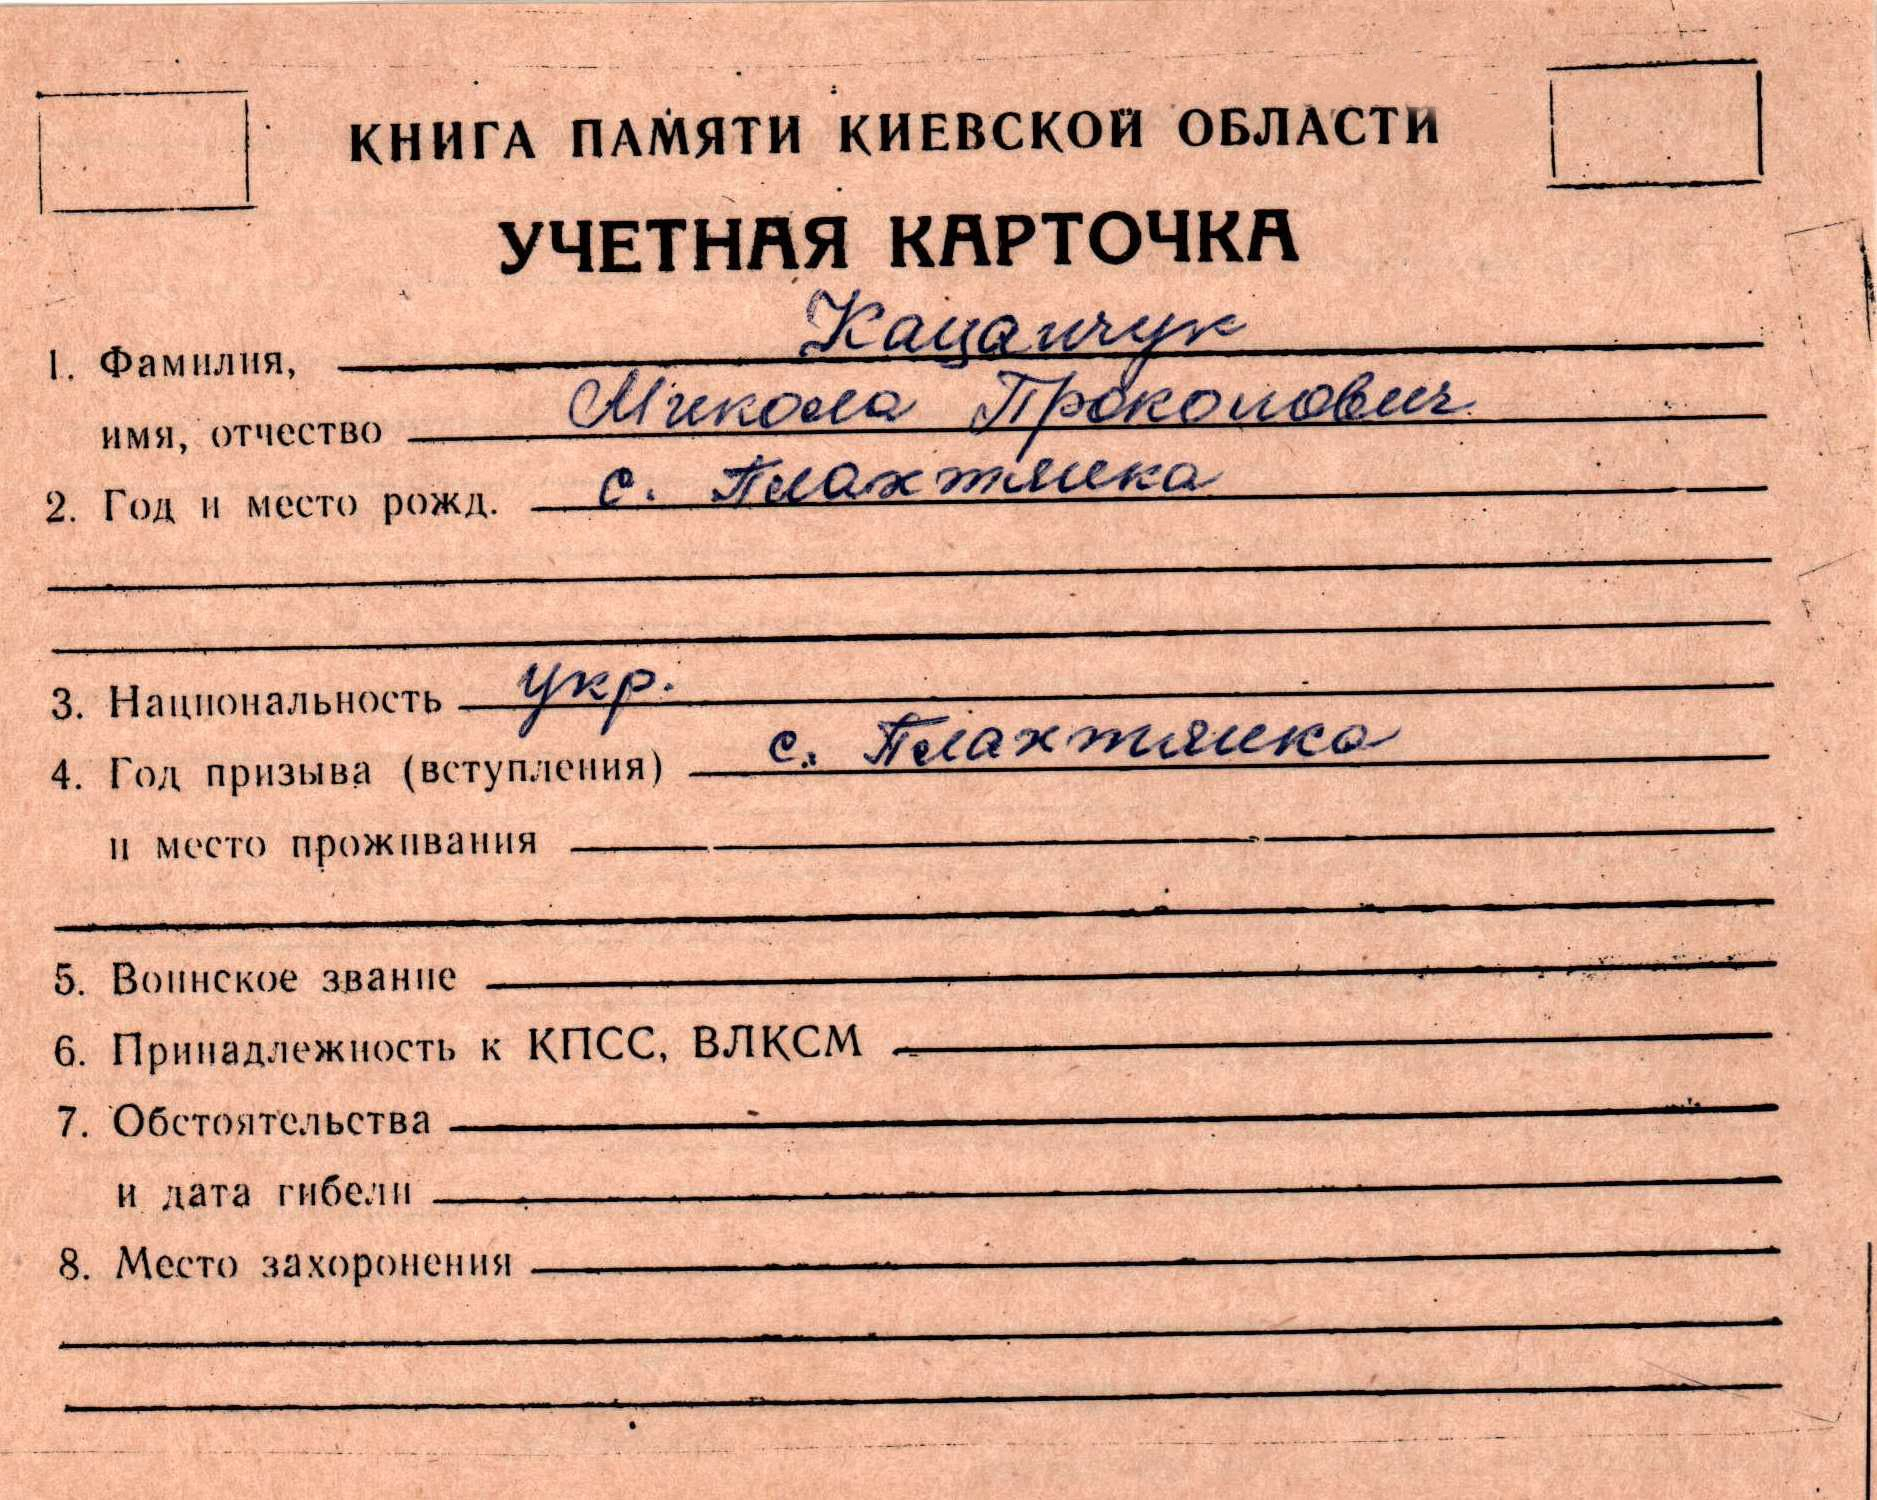 КНИГА ПАМЯТИ КИЕВСКОЙ ОБЛАСТИ
УЧЕТНАЯ КАРТОЧКА
1. Фамилия, Кацапчук
имя, отчество Микола Прокопович
2. Год и место рожд. с. Плахтянка
3. Национальность укр.
4. Год призыва (вступления) с. Плахтянка
и место проживания
5. Воинское звание
6. Принадлежность к КПСС, ВЛКСМ
7. Обстоятельства
и дата гибели
8. Место захоронения